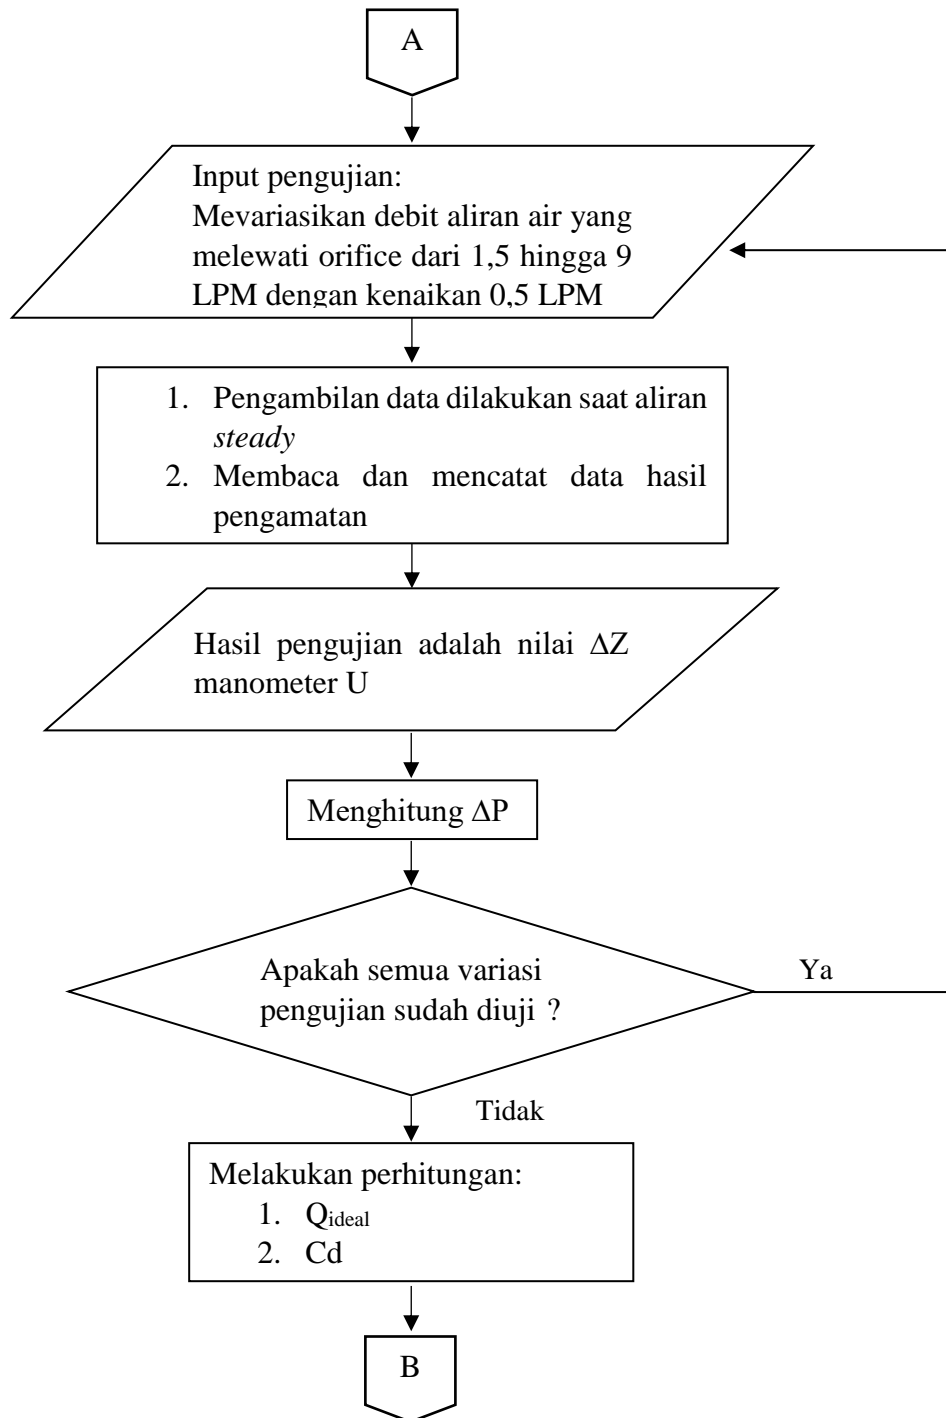 A
Input pengujian:
Mevariasikan debit aliran air yang
melewati orifice dari 1,5 hingga 9
LPM dengan kenaikan 0,5 LPM
1. Pengambilan data dilakukan saat aliran
steady
2. Membaca dan mencatat data hasil
pengamatan
Hasil pengujian adalah nilai ΔZ
manometer U
Menghitung ΔP
Apakah semua variasi
pengujian sudah diuji ?
Ya
Tidak
Melakukan perhitungan:
1. Qideal
2. Cd
B